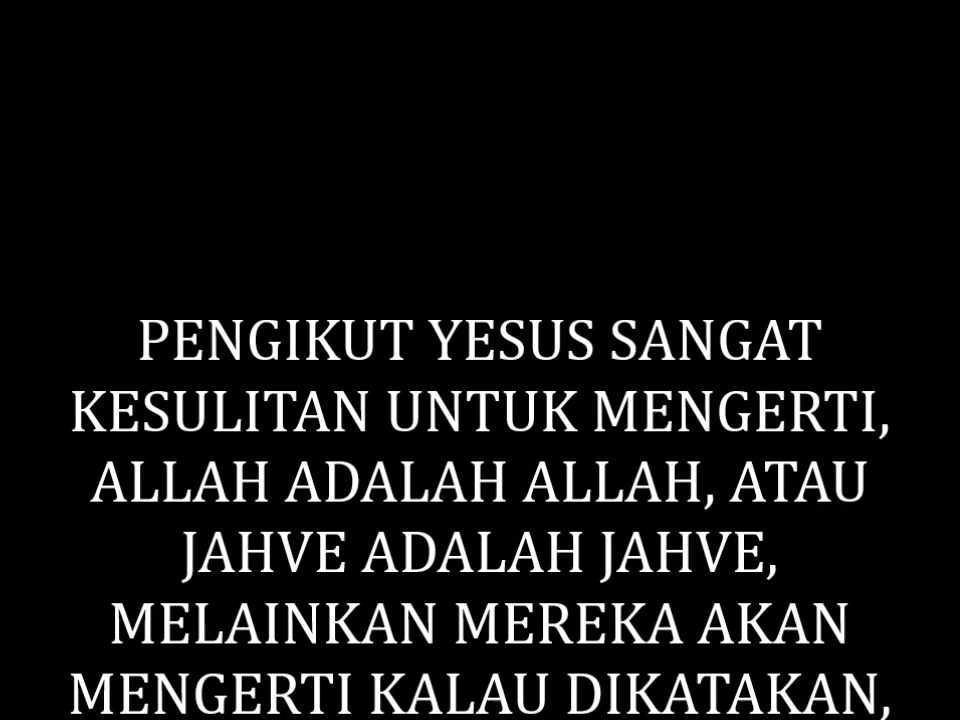 PENGIKUT YESUS SANGAT
KESULITAN UNTUK MENGERTI,
ALLAH ADALAH ALLAH, ATAU
JAHVE ADALAH JAHVE,
MELAINKAN MEREKA AKAN
MENGERTI KALAU DIKATAKAN,